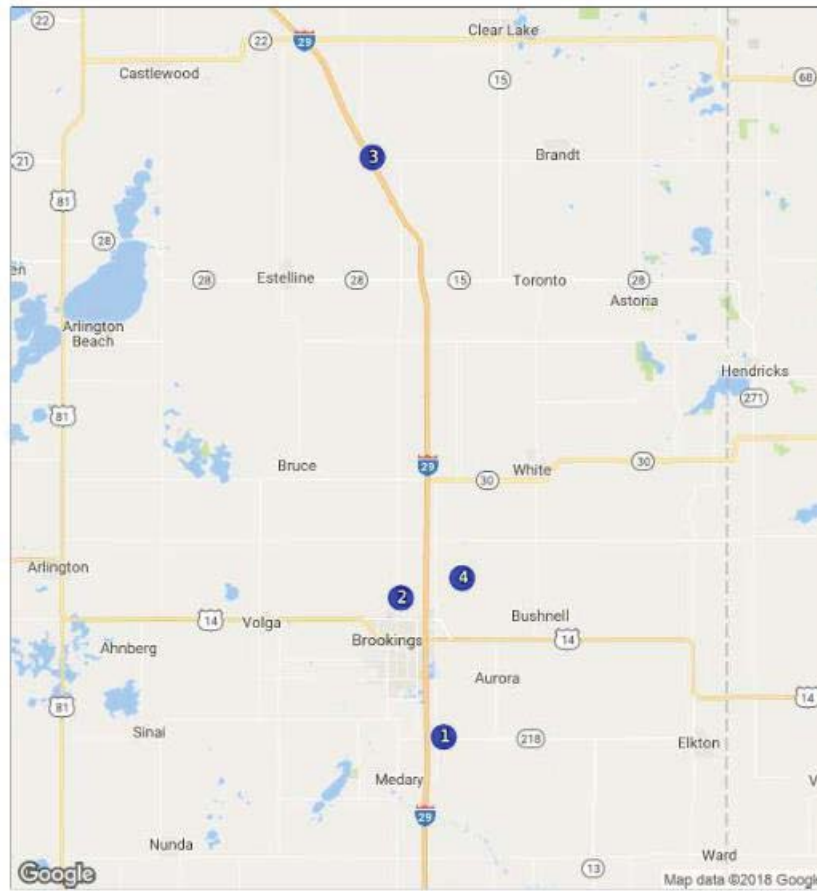 22
22
29
Clear Lake
Castlewood
15
68
21
3
Brandt
81
28
en
28
Estelline
28
15
Toronto
28
Astoria
Arlington
Beach
Hendricks
271
81
Bruce
29
White
30
30
Arlington
2
4
14
Volga
Bushnell
Ahnberg
Brookings
14
Aurora
81
14
Sinai
1
218
Elkton
Medary
V
29
Nunda
Ward
13
Google
Map data ©2018 Google